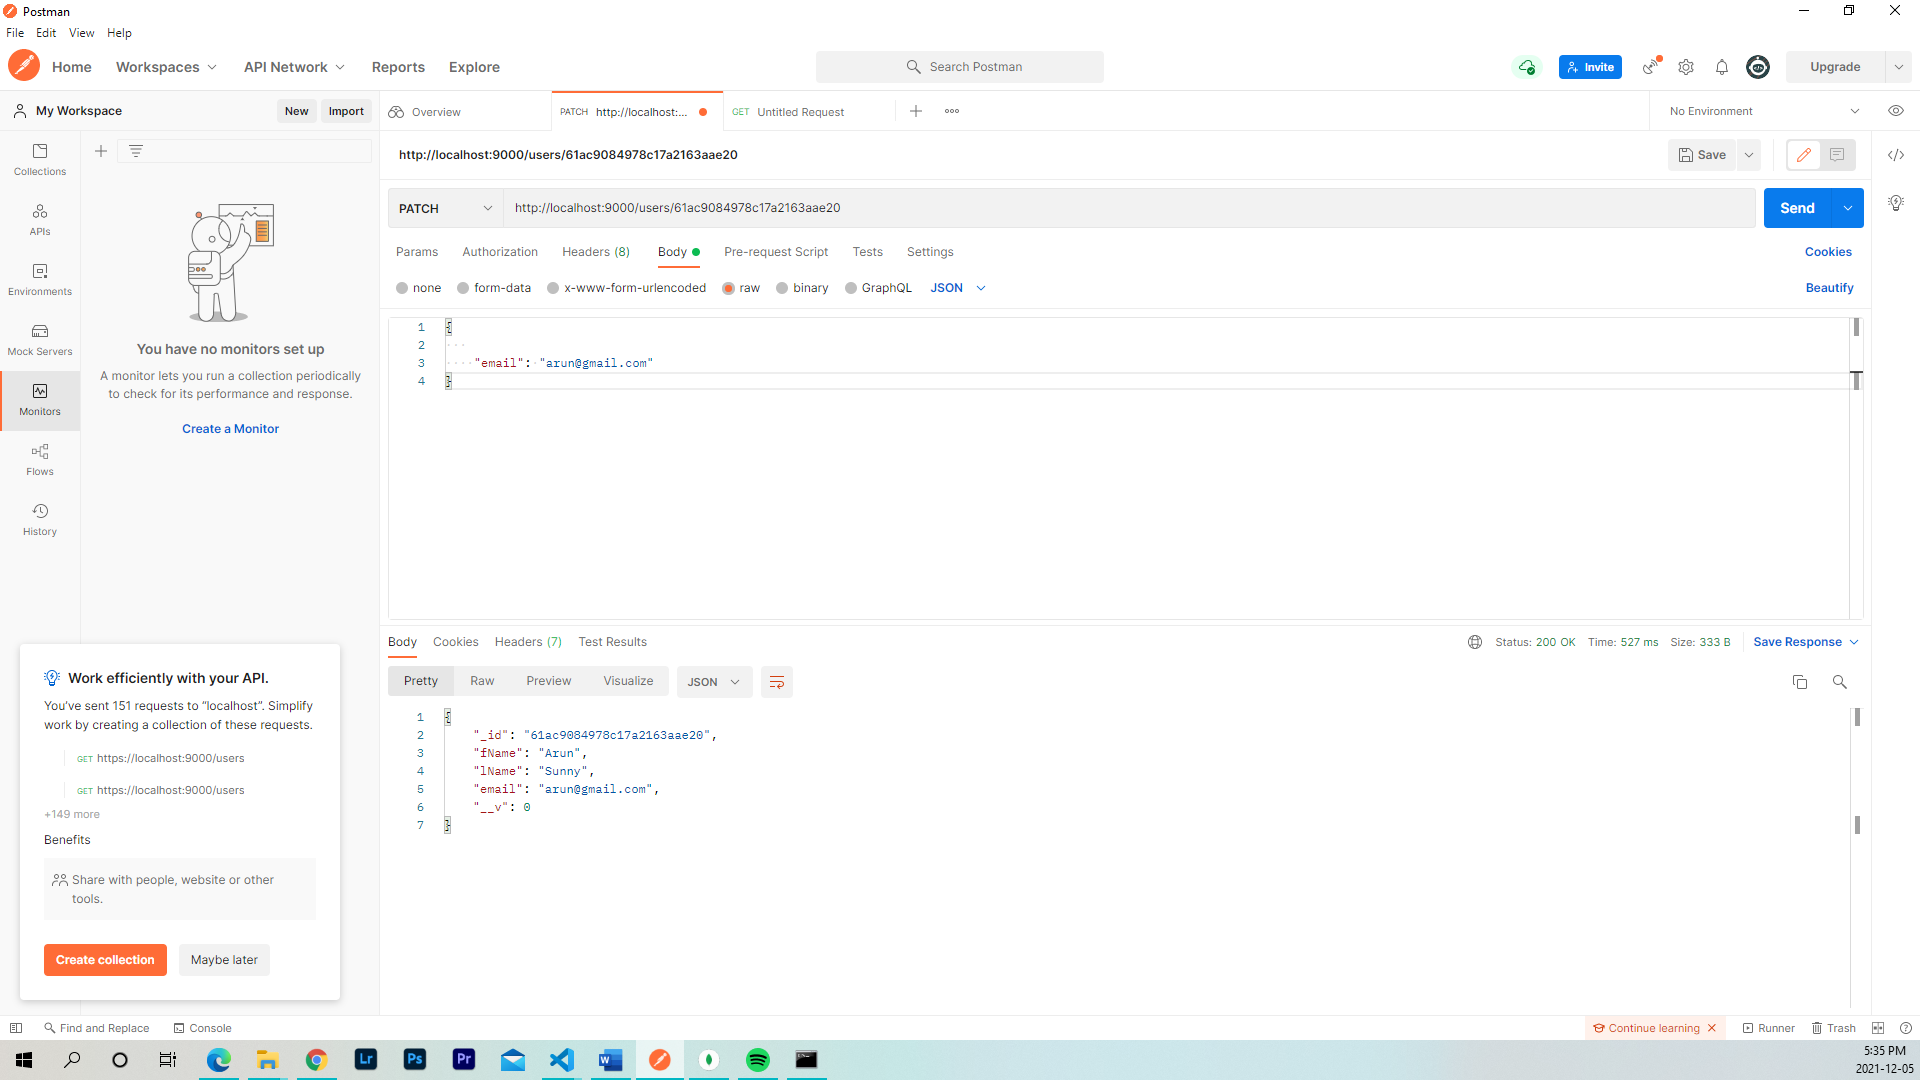 Postman
File Edit View Help
Home Workspaces API Network Reports Explore
Search Postman
Invite
Upgrade
My Workspace
New Import
Overview
PATCH http://localhost:...
GET Untitled Request
No Environment
Collections
APIs
Environments
Mock Servers
Monitors
Flows
History
You have no monitors set up
A monitor lets you run a collection periodically
to check for its performance and response.
Create a Monitor
http://localhost:9000/users/61ac9084978c17a2163aae20
Save
PATCH http://localhost:9000/users/61ac9084978c17a2163aae20
Send
Params Authorization Headers (8) Body Pre-request Script Tests Settings
Cookies
none form-data x-www-form-urlencoded raw binary GraphQL JSON
Beautify
1 {
2
3 "email": "arun@gmail.com"
4 }
Body Cookies Headers (7) Test Results
Status: 200 OK Time: 527 ms Size: 333 B Save Response
Pretty Raw Preview Visualize JSON
1 {
2 "_id": "61ac9084978c17a2163aae20",
3 "fName": "Arun",
4 "lName": "Sunny",
5 "email": "arun@gmail.com",
6 "__v": 0
7 }
Work efficiently with your API.
You've sent 151 requests to "localhost". Simplify
work by creating a collection of these requests.
GET https://localhost:9000/users
GET https://localhost:9000/users
+149 more
Benefits
Share with people, website or other
tools.
Create collection Maybe later
Find and Replace Console
Continue learning
Runner Trash
Lr Ps Pr
5:35 PM
2021-12-05